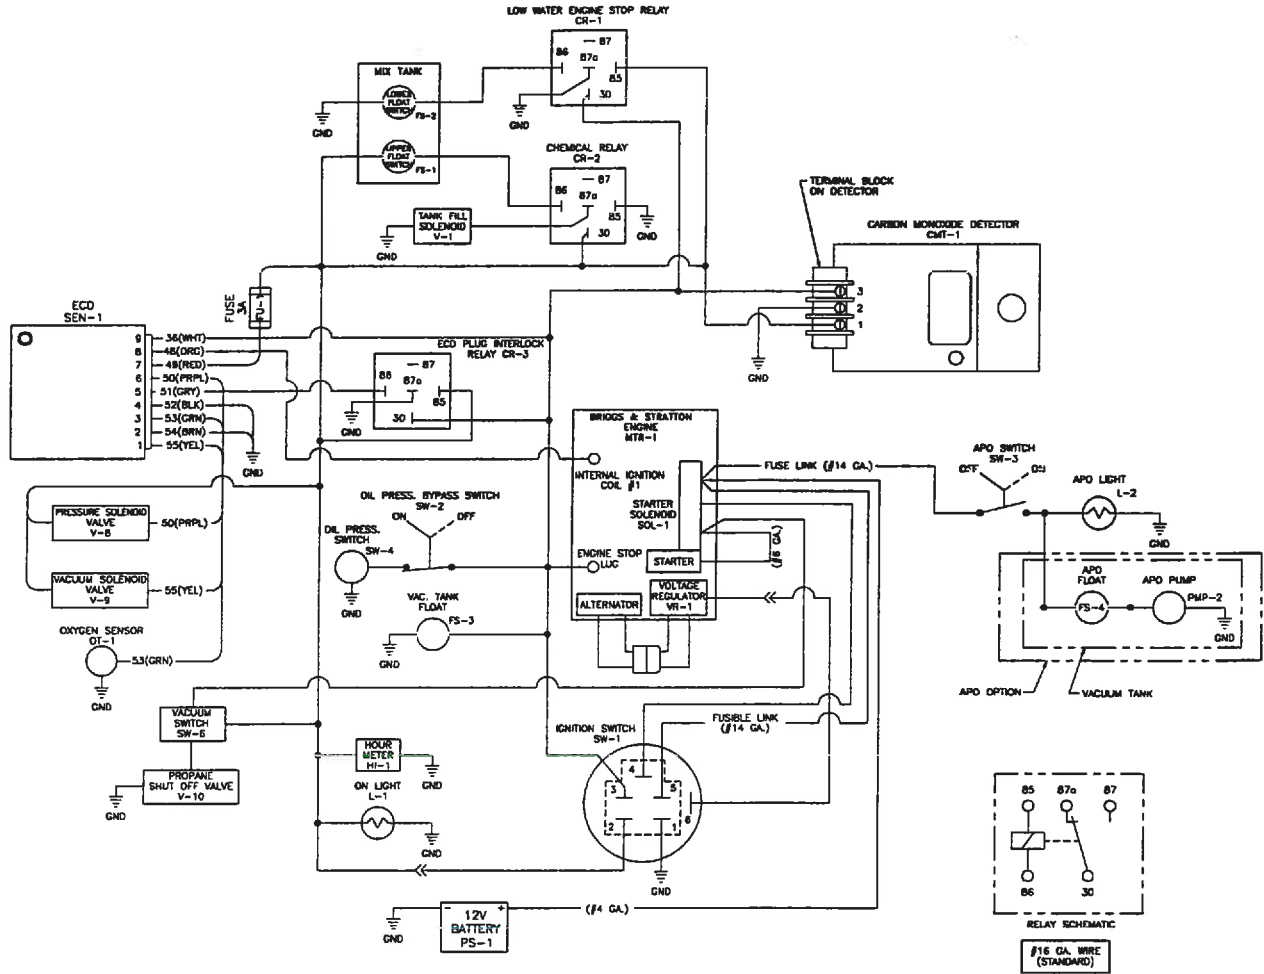 LOW WATER ENGINE STOP RELAY
CR-1
87
86
87a
85
30
GND
MIX TANK
LOWER
FLOAT
SWITCH
FS-2
GND
UPPER
FLOAT
SWITCH
FS-1
CHEMICAL RELAY
CR-2
87
86
87a
85
30
GND
TANK FILL
SOLENOID
V-1
GND
TERMINAL BLOCK
ON DETECTOR
CARBON MONOXIDE DETECTOR
CMT-1
3
2
1
GND
FUSE
3A
FU-1
ECO
SEN-1
9 36(WHT)
8 48(ORG)
7 49(RED)
6 50(PRPL)
5 51(GRY)
4 52(BLK)
3 53(GRN)
2 54(BRN)
1 55(YEL)
GND
ECO PLUG INTERLOCK
RELAY CR-3
87
86
87a
85
30
GND
BRIGGS & STRATTON
ENGINE
MTR-1
INTERNAL IGNITION
COIL #1
STARTER
SOLENOID
SOL-1
ENGINE STOP
LUG
STARTER
(#6 GA.)
VOLTAGE
REGULATOR
VR-1
ALTERNATOR
FUSE LINK (#14 GA.)
APO SWITCH
SW-3
OFF
ON
APO LIGHT
L-2
GND
APO
FLOAT
FS-4
APO PUMP
PMP-2
GND
APO OPTION
VACUUM TANK
OIL PRESS. BYPASS SWITCH
SW-2
ON
OFF
OIL PRESS.
SWITCH
SW-4
GND
VAC. TANK
FLOAT
FS-3
GND
PRESSURE SOLENOID
VALVE
V-8
50(PRPL)
VACUUM SOLENOID
VALVE
V-9
55(YEL)
OXYGEN SENSOR
OT-1
53(GRN)
GND
VACUUM
SWITCH
SW-6
PROPANE
SHUT OFF VALVE
V-10
GND
HOUR
METER
HI-1
GND
ON LIGHT
L-1
GND
IGNITION SWITCH
SW-1
4
3
5
6
2
1
GND
FUSIBLE LINK
(#14 GA.)
- +
12V
BATTERY
PS-1
GND
(#4 GA.)
85
87a
87
86
30
RELAY SCHEMATIC
#16 GA. WIRE
(STANDARD)